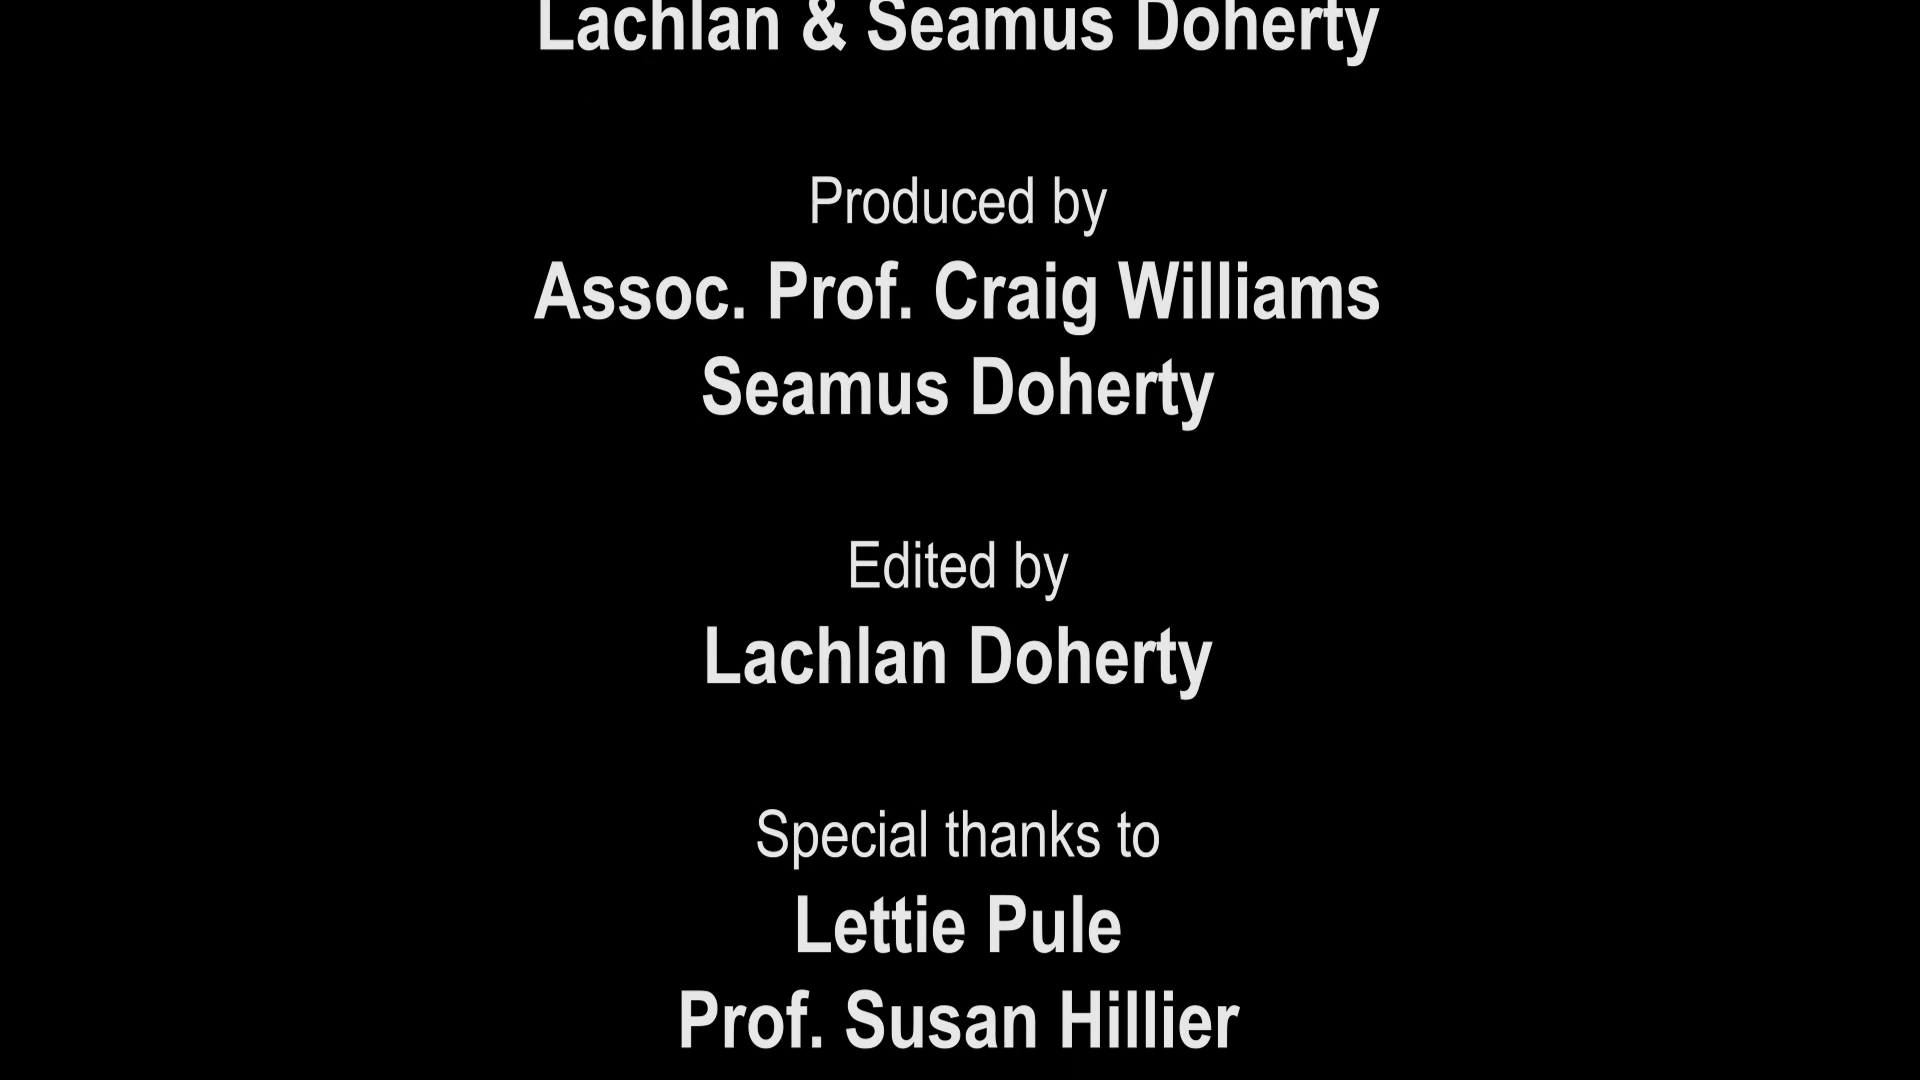 Lachlan & Seamus Doherty
Produced by
Assoc. Prof. Craig Williams
Seamus Doherty
Edited by
Lachlan Doherty
Special thanks to
Lettie Pule
Prof. Susan Hillier